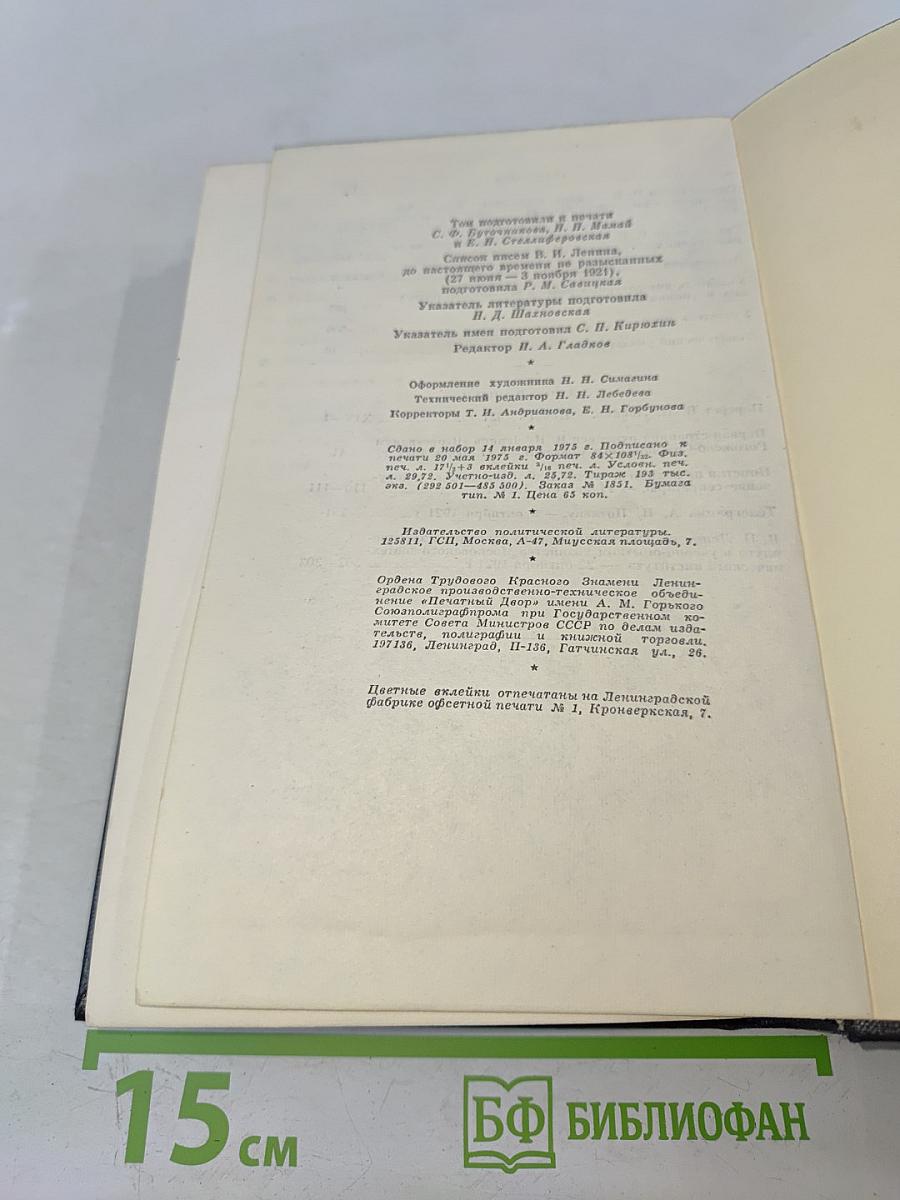 Том подготовили к печати
С. Ф. Буточникова, Н. П. Мамай
и Е. Н. Стеллиферовская
Список писем В. И. Ленина,
до настоящего времени не разысканных
(27 июня — 3 ноября 1921),
подготовила Р. М. Савицкая
Указатель литературы подготовила
Н. Д. Шахновская
Указатель имен подготовил С. П. Кирюхин
Редактор П. А. Гладков
*
Оформление художника Н. Н. Симагина
Технический редактор Н. Н. Лебедева
Корректоры Т. И. Андрианова, Е. Н. Горбунова
*
Сдано в набор 14 января 1975 г. Подписано к
печати 20 мая 1975 г. Формат 84×108¹/₃₂. Физ.
печ. л. 17¹/₂+3 вклейки ³/₁₆ печ. л. Условн. печ.
л. 29,72. Учетно-изд. л. 25,72. Тираж 193 тыс.
экз. (292 501—485 500). Заказ № 1851. Бумага
тип. № 1. Цена 65 коп.
*
Издательство политической литературы.
125811, ГСП, Москва, А-47, Миусская площадь, 7.
*
Ордена Трудового Красного Знамени Ленин-
градское производственно-техническое объеди-
нение «Печатный Двор» имени А. М. Горького
Союзполиграфпрома при Государственном ко-
митете Совета Министров СССР по делам изда-
тельств, полиграфии и книжной торговли.
197136, Ленинград, П-136, Гатчинская ул., 26.
*
Цветные вклейки отпечатаны на Ленинградской
фабрике офсетной печати № 1, Кронверкская, 7.
15 см
БФ БИБЛИОФАН